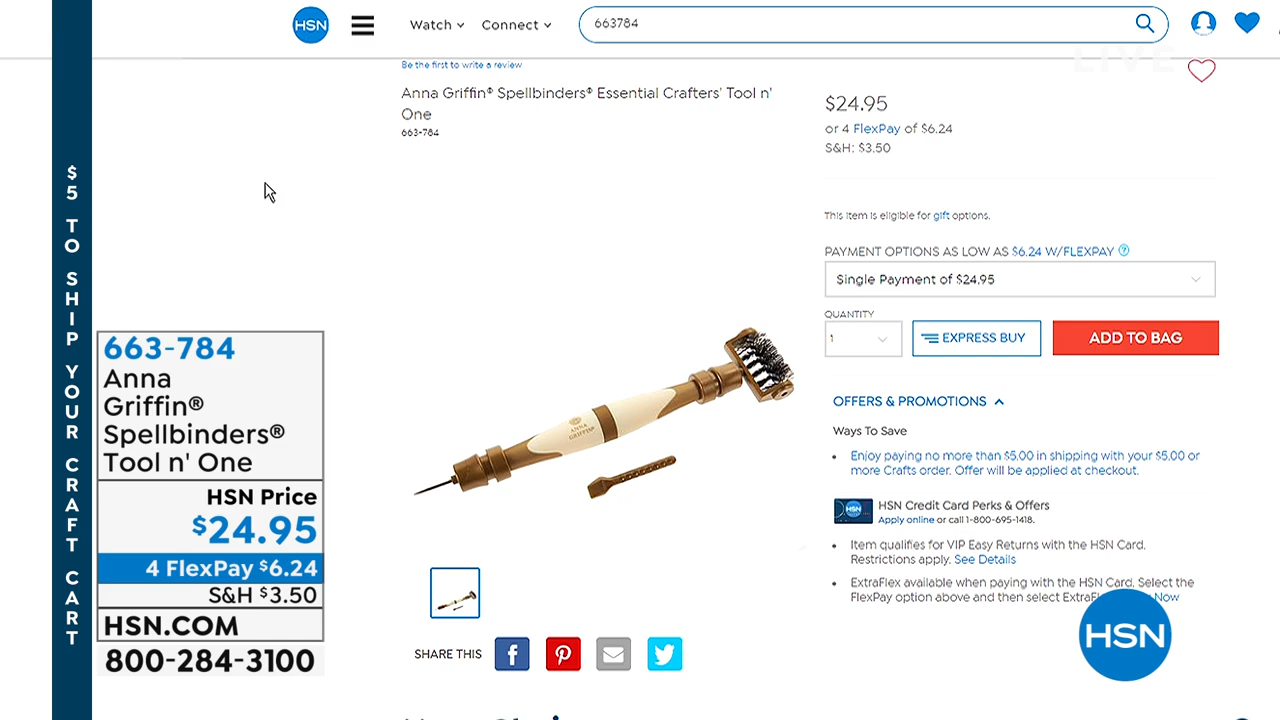 HSN
Watch
Connect
663784
LIVE
Be the first to write a review
Anna Griffin® Spellbinders® Essential Crafters' Tool n'
One
663-784
$24.95
or 4 FlexPay of $6.24
S&H: $3.50
This item is eligible for gift options.
PAYMENT OPTIONS AS LOW AS $6.24 W/FLEXPAY ?
Single Payment of $24.95
QUANTITY
1
EXPRESS BUY
ADD TO BAG
OFFERS & PROMOTIONS
Ways To Save
Enjoy paying no more than $5.00 in shipping with your $5.00 or
more Crafts order. Offer will be applied at checkout.
HSN
HSN Credit Card Perks & Offers
Apply online or call 1-800-695-1418.
Item qualifies for VIP Easy Returns with the HSN Card.
Restrictions apply. See Details
ExtraFlex available when paying with the HSN Card. Select the
FlexPay option above and then select ExtraFl Now
ANNA
GRIFFIN®
SHARE THIS
HSN
$5 TO SHIP YOUR CRAFT CART
663-784
Anna
Griffin®
Spellbinders®
Tool n' One
HSN Price
$24.95
4 FlexPay $6.24
S&H $3.50
HSN.COM
800-284-3100